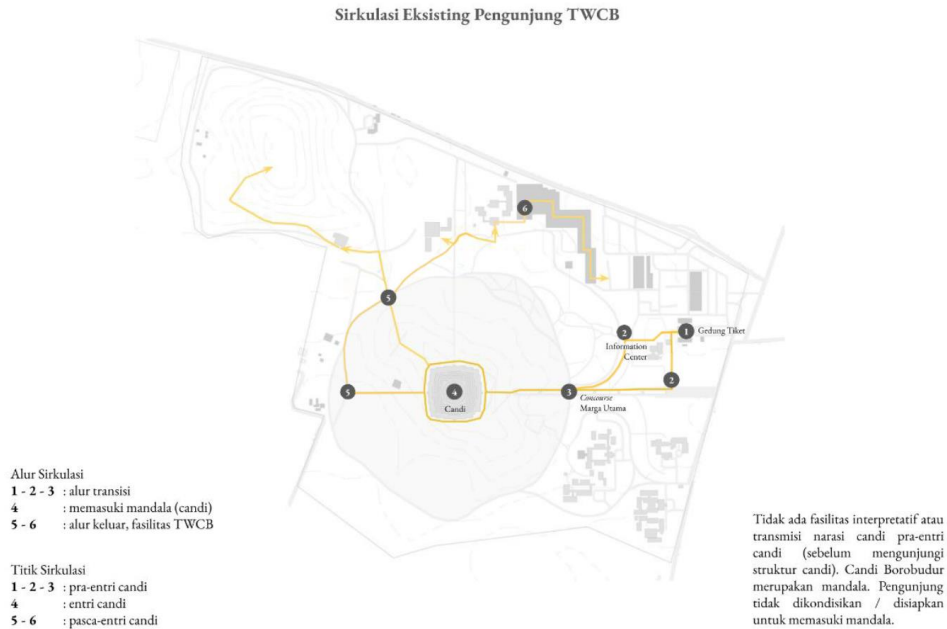 Sirkulasi Eksisting Pengunjung TWCB
6
5
2
1 Gedung Tiket
Information
Center
2
5
4
Candi
3
Concourse
Marga Utama
Alur Sirkulasi
1 - 2 - 3 : alur transisi
4 : memasuki mandala (candi)
5 - 6 : alur keluar, fasilitas TWCB
Titik Sirkulasi
1 - 2 - 3 : pra-entri candi
4 : entri candi
5 - 6 : pasca-entri candi
Tidak ada fasilitas interpretatif atau
transmisi narasi candi pra-entri
candi (sebelum mengunjungi
struktur candi). Candi Borobudur
merupakan mandala. Pengunjung
tidak dikondisikan / disiapkan
untuk memasuki mandala.